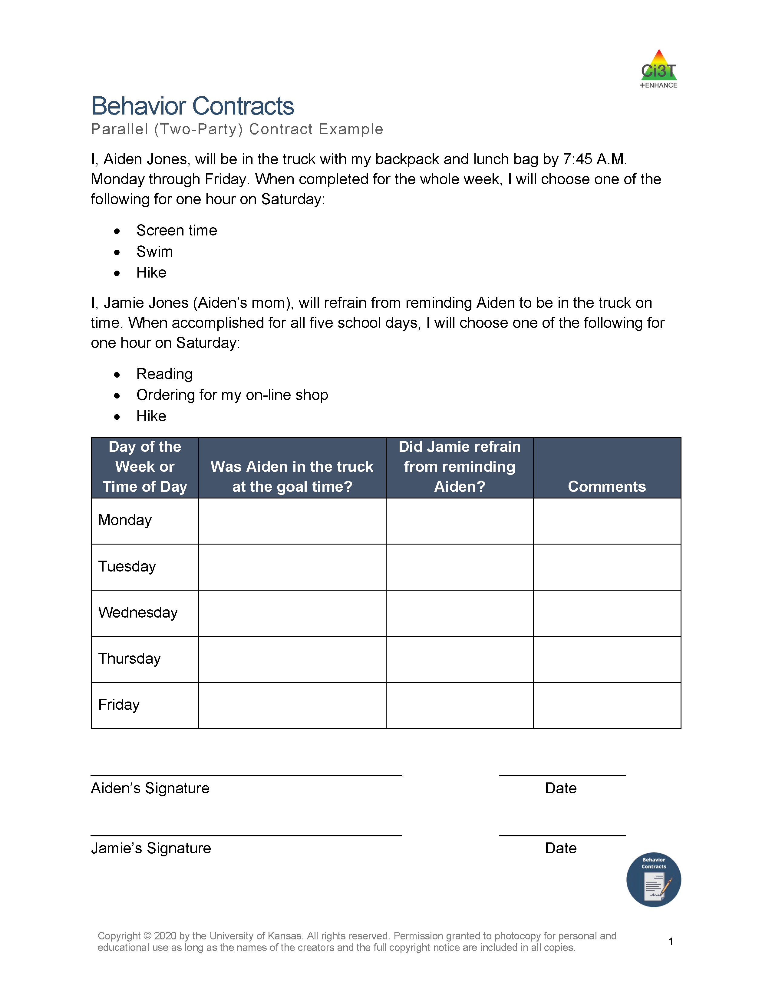 Ci3T
+ENHANCE
Behavior Contracts
Parallel (Two-Party) Contract Example
I, Aiden Jones, will be in the truck with my backpack and lunch bag by 7:45 A.M.
Monday through Friday. When completed for the whole week, I will choose one of the
following for one hour on Saturday:
• Screen time
• Swim
• Hike
I, Jamie Jones (Aiden’s mom), will refrain from reminding Aiden to be in the truck on
time. When accomplished for all five school days, I will choose one of the following for
one hour on Saturday:
• Reading
• Ordering for my on-line shop
• Hike
Day of the
Week or
Time of Day
Was Aiden in the truck
at the goal time?
Did Jamie refrain
from reminding
Aiden?
Comments
Monday
Tuesday
Wednesday
Thursday
Friday
Aiden’s Signature
Date
Jamie’s Signature
Date
Behavior
Contracts
Copyright © 2020 by the University of Kansas. All rights reserved. Permission granted to photocopy for personal and
educational use as long as the names of the creators and the full copyright notice are included in all copies.
1